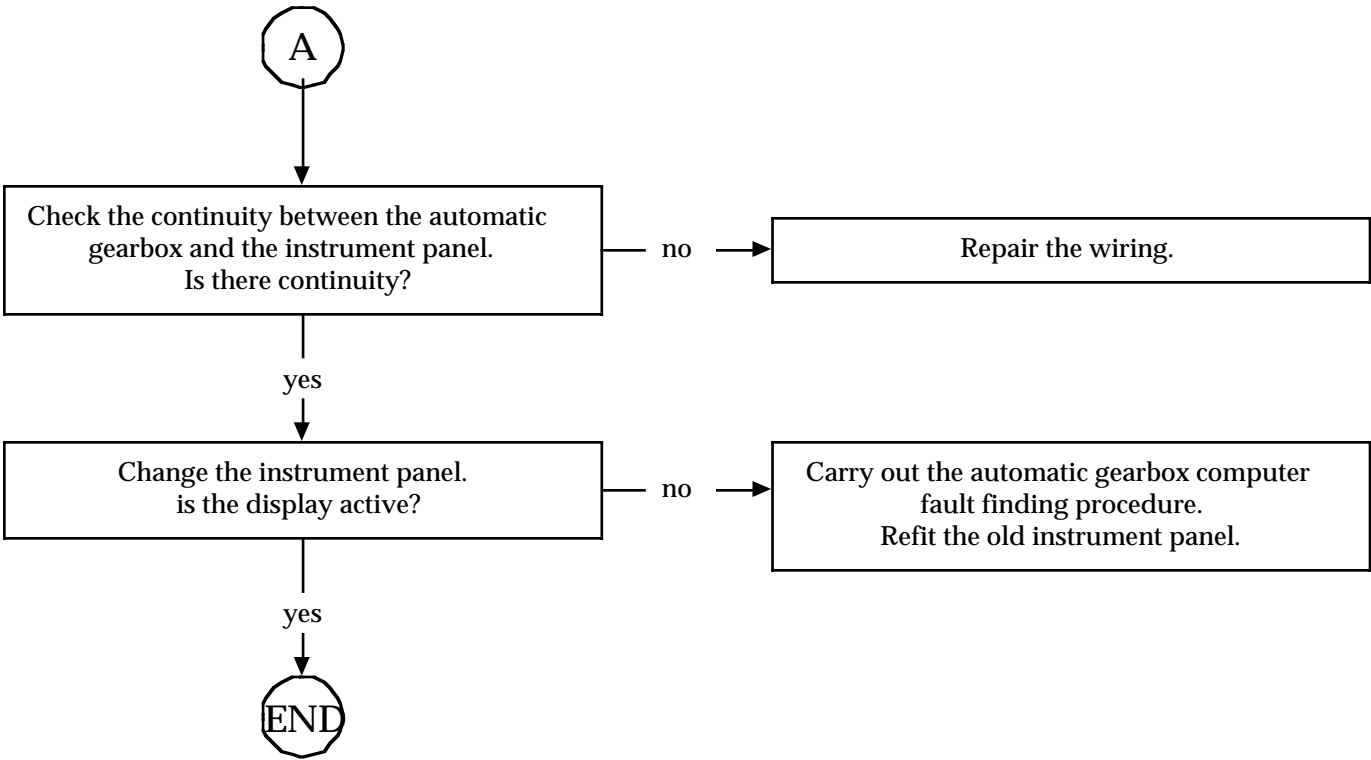 A
Check the continuity between the automatic
gearbox and the instrument panel.
Is there continuity?
no
Repair the wiring.
yes
Change the instrument panel.
is the display active?
no
Carry out the automatic gearbox computer
fault finding procedure.
Refit the old instrument panel.
yes
END